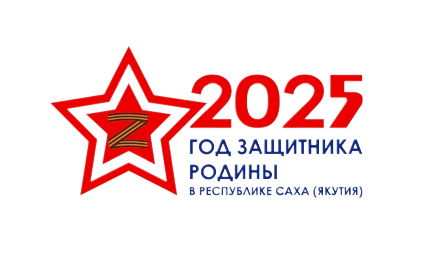 Z
2025
ГОД ЗАЩИТНИКА
РОДИНЫ
В РЕСПУБЛИКЕ САХА (ЯКУТИЯ)